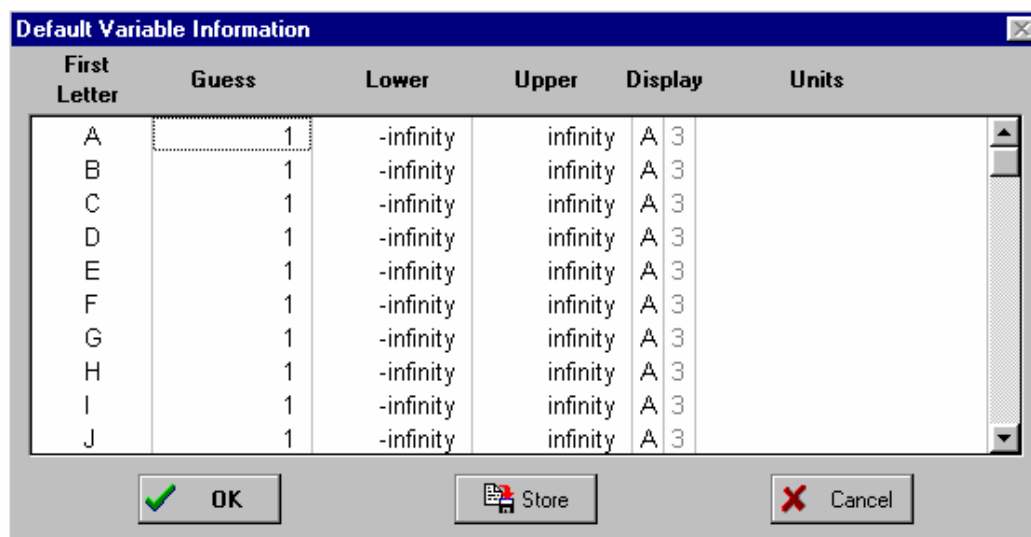 Default Variable Information
First Letter Guess Lower Upper Display Units
A 1 -infinity infinity A 3
B 1 -infinity infinity A 3
C 1 -infinity infinity A 3
D 1 -infinity infinity A 3
E 1 -infinity infinity A 3
F 1 -infinity infinity A 3
G 1 -infinity infinity A 3
H 1 -infinity infinity A 3
I 1 -infinity infinity A 3
J 1 -infinity infinity A 3
OK Store Cancel